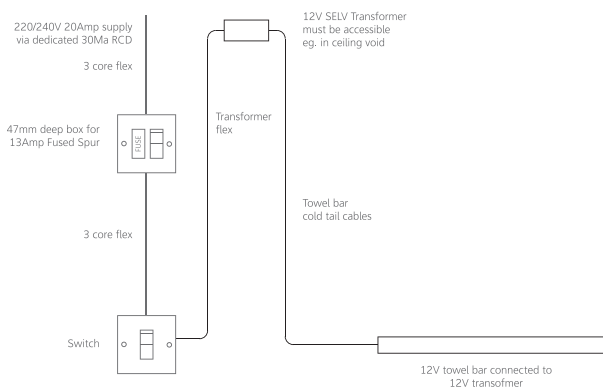 220/240V 20Amp supply
via dedicated 30Ma RCD
3 core flex
47mm deep box for
13Amp Fused Spur
FUSE
3 core flex
Switch
12V SELV Transformer
must be accessible
eg. in ceiling void
Transformer
flex
Towel bar
cold tail cables
12V towel bar connected to
12V transofmer